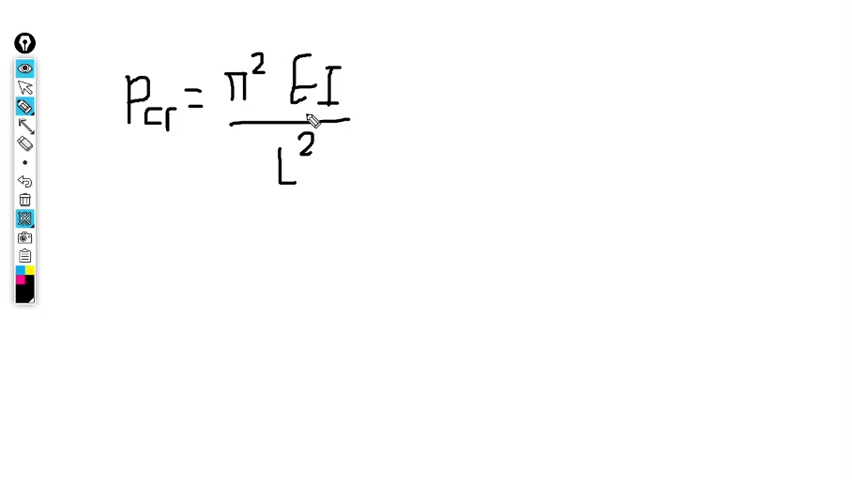 Pcr = π² EI
L²